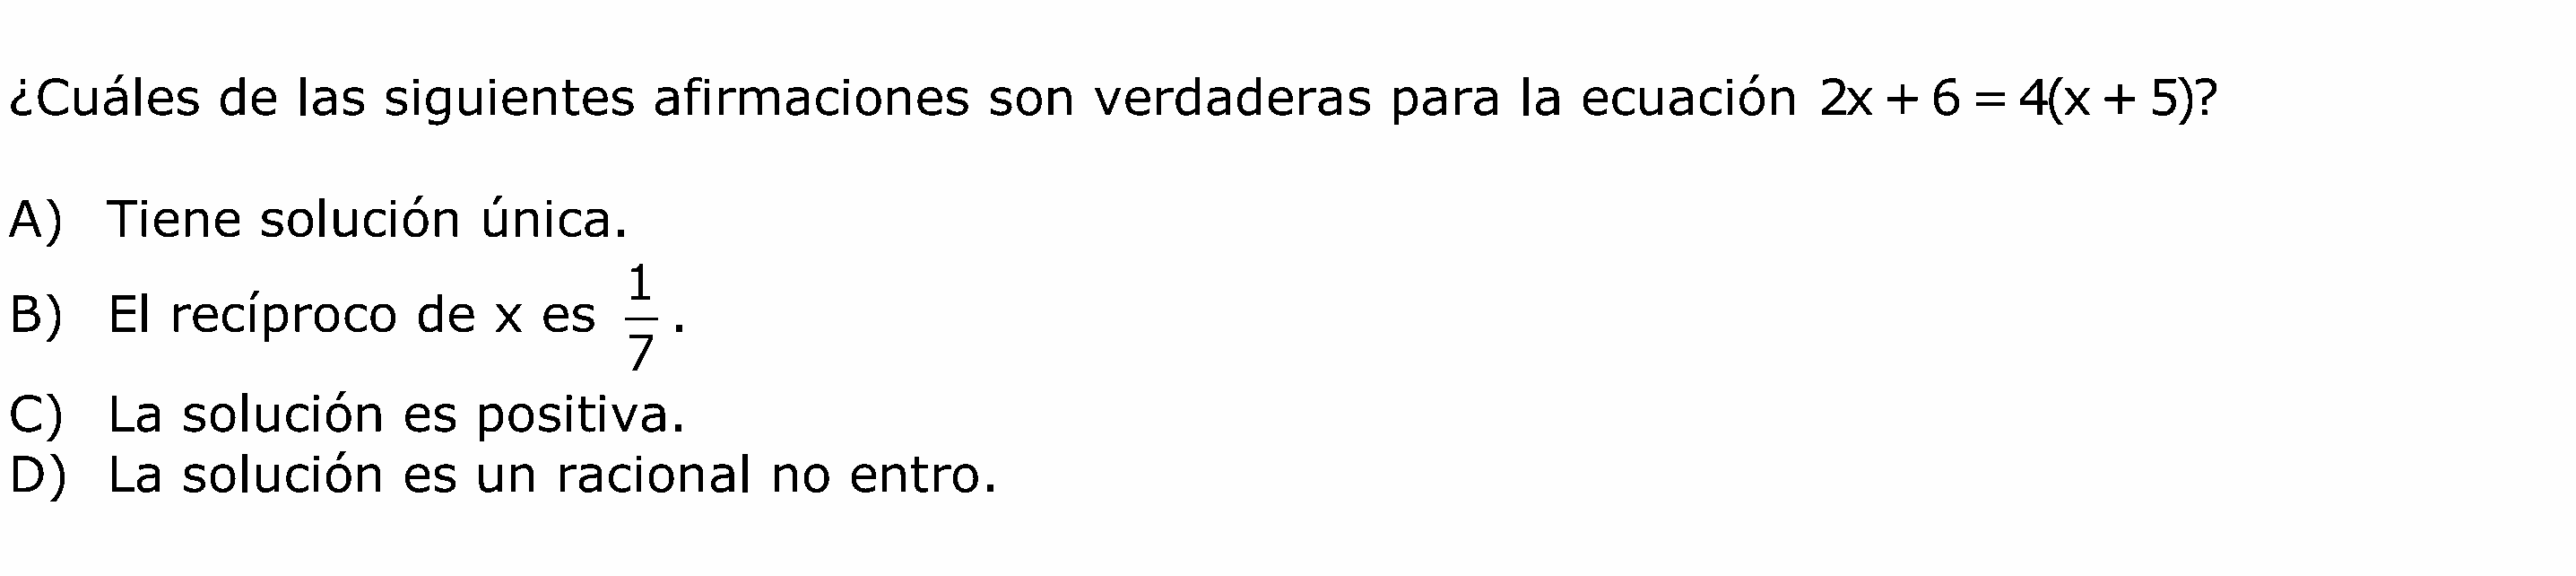 ¿Cuáles de las siguientes afirmaciones son verdaderas para la ecuación 2x + 6 = 4(x + 5)?
A) Tiene solución única.
B) El recíproco de x es 1/7.
C) La solución es positiva.
D) La solución es un racional no entro.